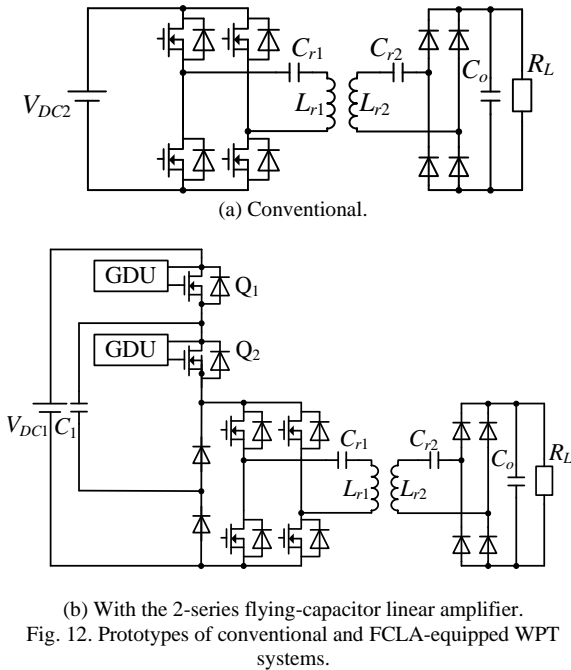 V_DC2
C_r1
C_r2
L_r1
L_r2
C_o
R_L
(a) Conventional.
GDU
Q_1
GDU
Q_2
V_DC1
C_1
C_r1
C_r2
L_r1
L_r2
C_o
R_L
(b) With the 2-series flying-capacitor linear amplifier.
Fig. 12. Prototypes of conventional and FCLA-equipped WPT
systems.